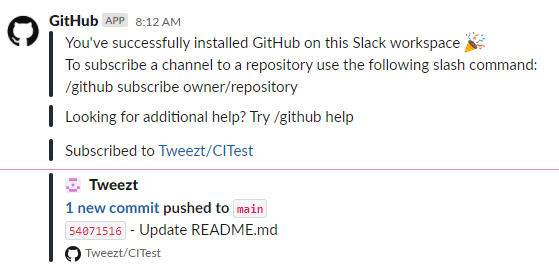 GitHub APP 8:12 AM
You've successfully installed GitHub on this Slack workspace
To subscribe a channel to a repository use the following slash command:
/github subscribe owner/repository
Looking for additional help? Try /github help
Subscribed to Tweezt/CITest
Tweezt
1 new commit pushed to main
54071516 - Update README.md
Tweezt/CITest